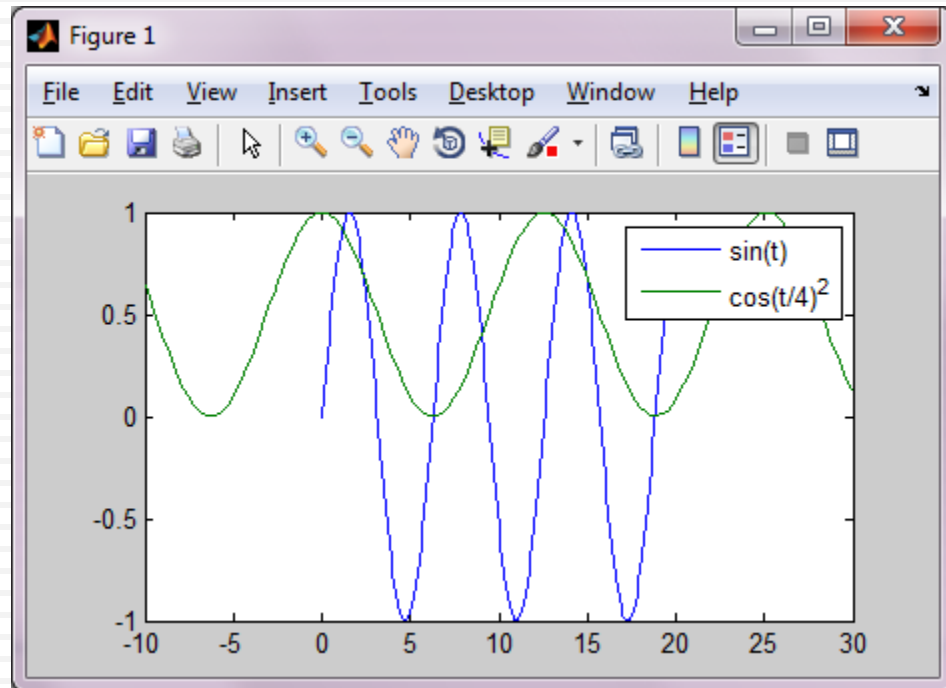 Figure 1
File Edit View Insert Tools Desktop Window Help
1
0.5
0
-0.5
-1
-10 -5 0 5 10 15 20 25 30
sin(t)
cos(t/4)^2